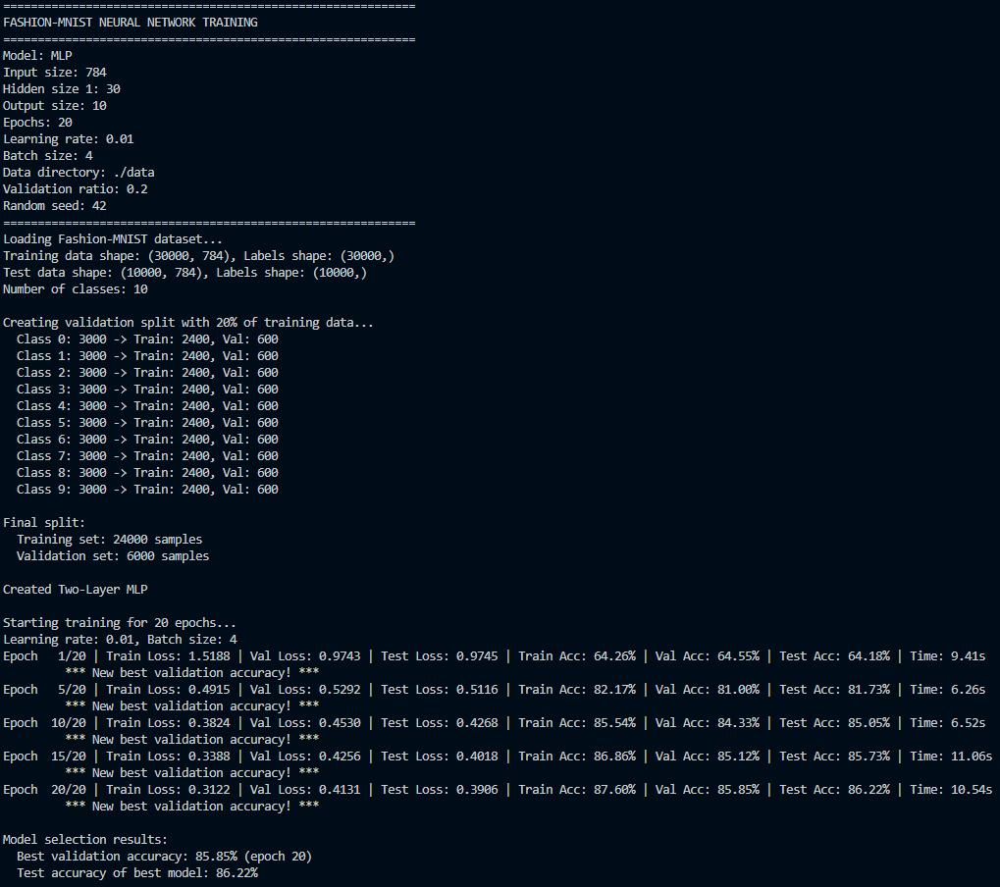 ============================================================
FASHION-MNIST NEURAL NETWORK TRAINING
============================================================
Model: MLP
Input size: 784
Hidden size 1: 30
Output size: 10
Epochs: 20
Learning rate: 0.01
Batch size: 4
Data directory: ./data
Validation ratio: 0.2
Random seed: 42
============================================================
Loading Fashion-MNIST dataset...
Training data shape: (30000, 784), Labels shape: (30000,)
Test data shape: (10000, 784), Labels shape: (10000,)
Number of classes: 10

Creating validation split with 20% of training data...
  Class 0: 3000 -> Train: 2400, Val: 600
  Class 1: 3000 -> Train: 2400, Val: 600
  Class 2: 3000 -> Train: 2400, Val: 600
  Class 3: 3000 -> Train: 2400, Val: 600
  Class 4: 3000 -> Train: 2400, Val: 600
  Class 5: 3000 -> Train: 2400, Val: 600
  Class 6: 3000 -> Train: 2400, Val: 600
  Class 7: 3000 -> Train: 2400, Val: 600
  Class 8: 3000 -> Train: 2400, Val: 600
  Class 9: 3000 -> Train: 2400, Val: 600

Final split:
  Training set: 24000 samples
  Validation set: 6000 samples

Created Two-Layer MLP

Starting training for 20 epochs...
Learning rate: 0.01, Batch size: 4
Epoch   1/20 | Train Loss: 1.5188 | Val Loss: 0.9743 | Test Loss: 0.9745 | Train Acc: 64.26% | Val Acc: 64.55% | Test Acc: 64.18% | Time: 9.41s
         *** New best validation accuracy! ***
Epoch   5/20 | Train Loss: 0.4915 | Val Loss: 0.5292 | Test Loss: 0.5116 | Train Acc: 82.17% | Val Acc: 81.00% | Test Acc: 81.73% | Time: 6.26s
         *** New best validation accuracy! ***
Epoch  10/20 | Train Loss: 0.3824 | Val Loss: 0.4530 | Test Loss: 0.4268 | Train Acc: 85.54% | Val Acc: 84.33% | Test Acc: 85.05% | Time: 6.52s
         *** New best validation accuracy! ***
Epoch  15/20 | Train Loss: 0.3388 | Val Loss: 0.4256 | Test Loss: 0.4018 | Train Acc: 86.86% | Val Acc: 85.12% | Test Acc: 85.73% | Time: 11.06s
         *** New best validation accuracy! ***
Epoch  20/20 | Train Loss: 0.3122 | Val Loss: 0.4131 | Test Loss: 0.3906 | Train Acc: 87.60% | Val Acc: 85.85% | Test Acc: 86.22% | Time: 10.54s
         *** New best validation accuracy! ***

Model selection results:
  Best validation accuracy: 85.85% (epoch 20)
  Test accuracy of best model: 86.22%